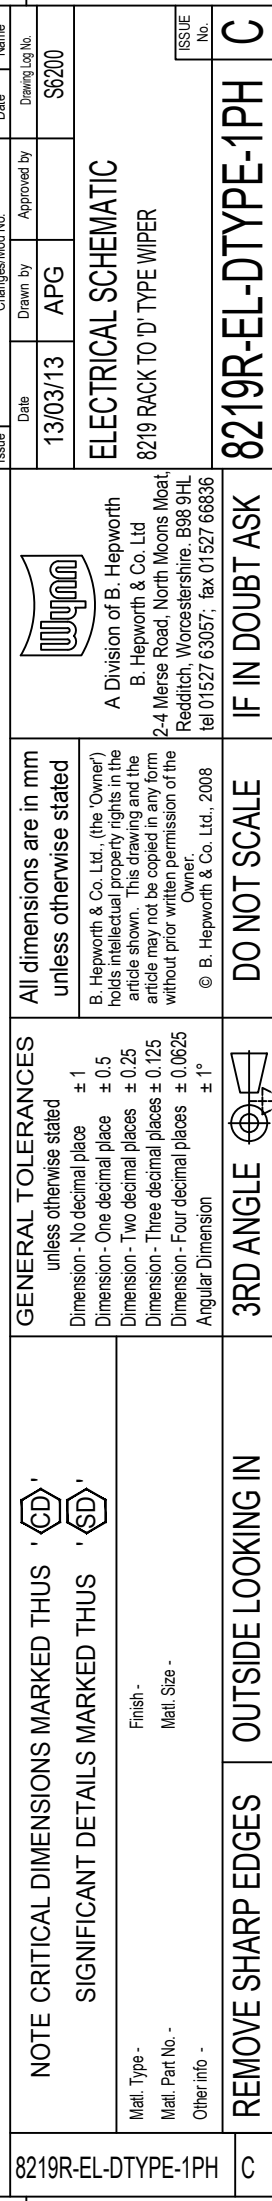 8219R-EL-DTYPE-1PH
C
NOTE CRITICAL DIMENSIONS MARKED THUS ' CD '
SIGNIFICANT DETAILS MARKED THUS ' SD '
Matl. Type -
Finish -
Matl. Part No. -
Matl. Size -
Other info -
REMOVE SHARP EDGES
OUTSIDE LOOKING IN
GENERAL TOLERANCES
unless otherwise stated
Dimension - No decimal place ± 1
Dimension - One decimal place ± 0.5
Dimension - Two decimal places ± 0.25
Dimension - Three decimal places ± 0.125
Dimension - Four decimal places ± 0.0625
Angular Dimension ± 1°
3RD ANGLE
All dimensions are in mm
unless otherwise stated
B. Hepworth & Co. Ltd., (the 'Owner')
holds intellectual property rights in the
article shown. This drawing and the
article may not be copied in any form
without prior written permission of the
Owner.
© B. Hepworth & Co. Ltd., 2008
DO NOT SCALE
Wynn
A Division of B. Hepworth
B. Hepworth & Co. Ltd
2-4 Merse Road, North Moons Moat,
Redditch, Worcestershire. B98 9HL
tel 01527 63057; fax 01527 66836
IF IN DOUBT ASK
Issue
Changes/Mod No.
Date
Name
Date
Drawn by
Approved by
Drawing Log No.
13/03/13
APG
S6200
ELECTRICAL SCHEMATIC
8219 RACK TO 'D' TYPE WIPER
ISSUE
No.
8219R-EL-DTYPE-1PH
C